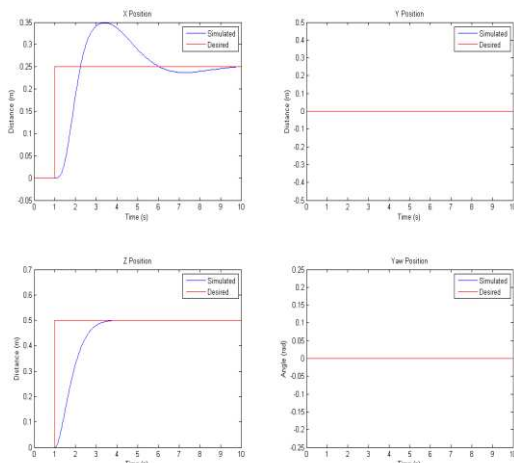 X Position
Simulated
Desired
Distance (m)
0.35
0.3
0.25
0.2
0.15
0.1
0.05
0
-0.05
0 1 2 3 4 5 6 7 8 9 10
Time (s)
Y Position
Simulated
Desired
Distance (m)
0.5
0.4
0.3
0.2
0.1
0
-0.1
-0.2
-0.3
-0.4
-0.5
0 1 2 3 4 5 6 7 8 9 10
Time (s)
Z Position
Simulated
Desired
Distance (m)
0.7
0.6
0.5
0.4
0.3
0.2
0.1
0
0 1 2 3 4 5 6 7 8 9 10
Time (s)
Yaw Position
Simulated
Desired
Angle (rad)
0.25
0.2
0.15
0.1
0.05
0
-0.05
-0.1
-0.15
-0.2
-0.25
0 1 2 3 4 5 6 7 8 9 10
Time (s)